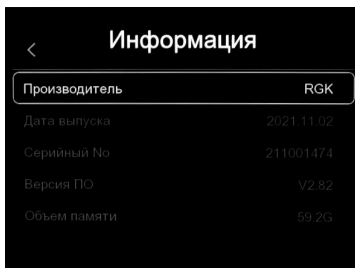 Информация
Производитель RGK
Дата выпуска 2021.11.02
Серийный No 211001474
Версия ПО V2.82
Объем памяти 59.2G